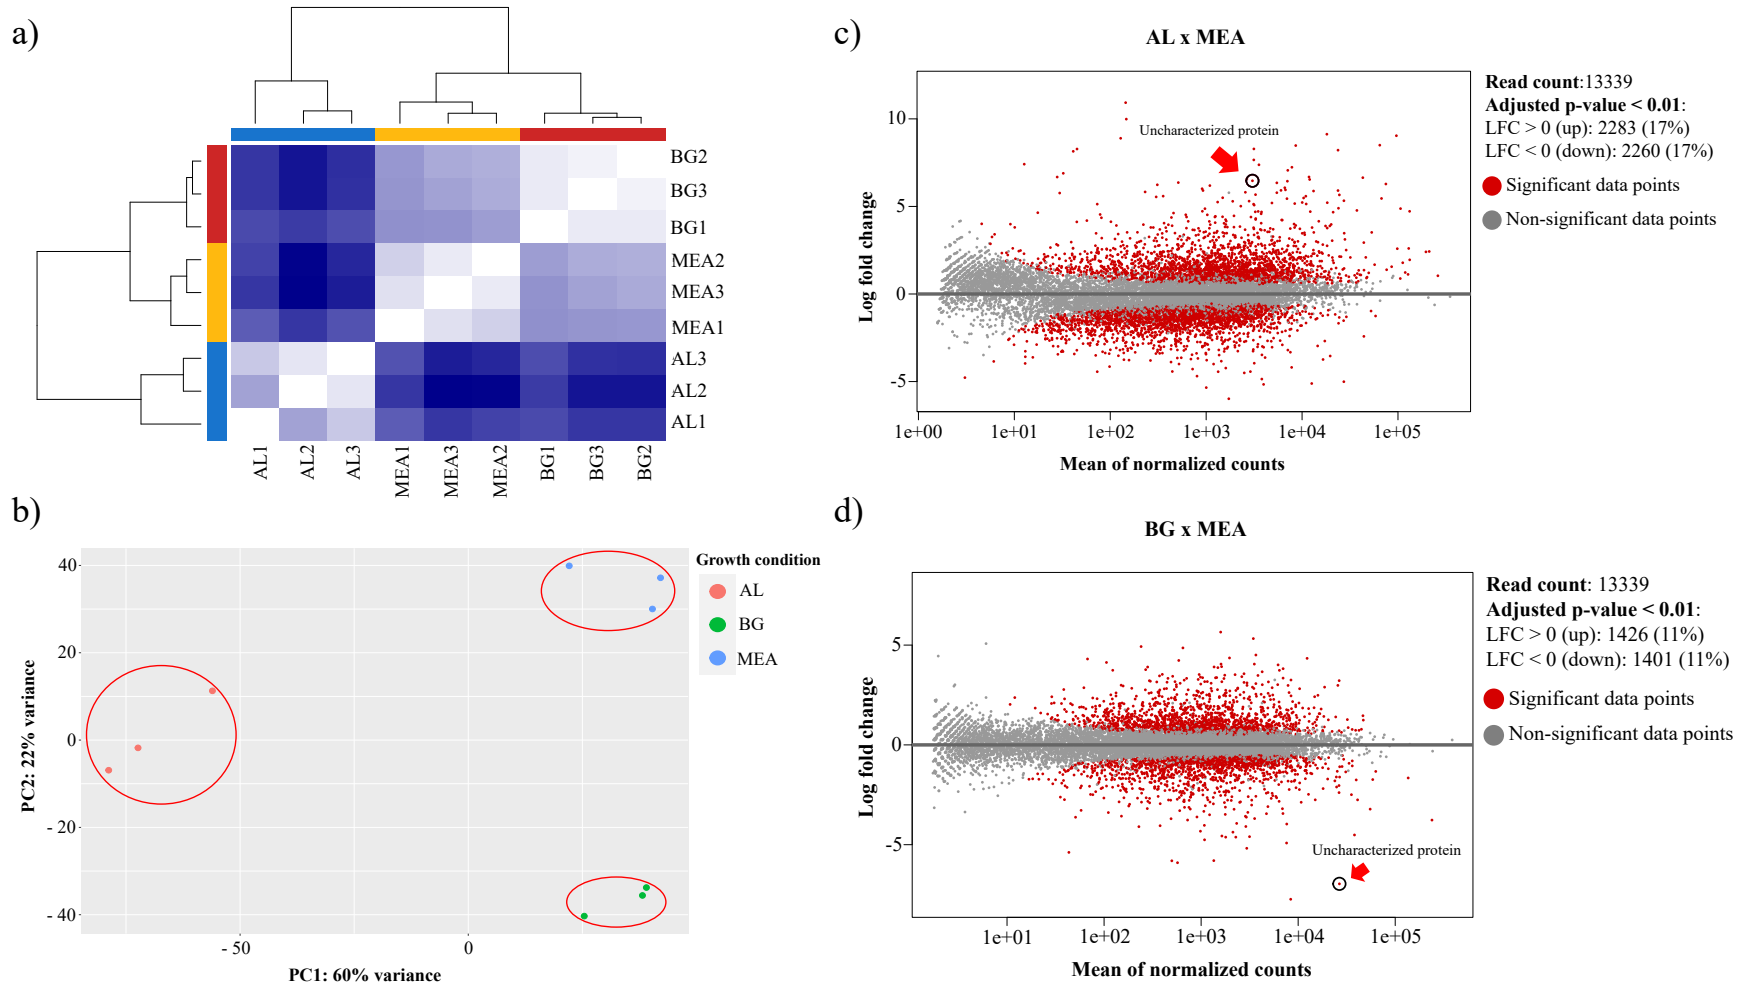 a)
BG2
BG3
BG1
MEA2
MEA3
MEA1
AL3
AL2
AL1
AL1
AL2
AL3
MEA1
MEA3
MEA2
BG1
BG3
BG2
b)
40
20
0
- 20
- 40
PC2: 22% variance
- 50
0
PC1: 60% variance
Growth condition
AL
BG
MEA
c)
AL x MEA
10
5
0
-5
Log fold change
Uncharacterized protein
1e+00
1e+01
1e+02
1e+03
1e+04
1e+05
Mean of normalized counts
Read count:13339
Adjusted p-value < 0.01:
LFC > 0 (up): 2283 (17%)
LFC < 0 (down): 2260 (17%)
Significant data points
Non-significant data points
d)
BG x MEA
5
0
-5
Log fold change
Uncharacterized protein
1e+01
1e+02
1e+03
1e+04
1e+05
Mean of normalized counts
Read count: 13339
Adjusted p-value < 0.01:
LFC > 0 (up): 1426 (11%)
LFC < 0 (down): 1401 (11%)
Significant data points
Non-significant data points